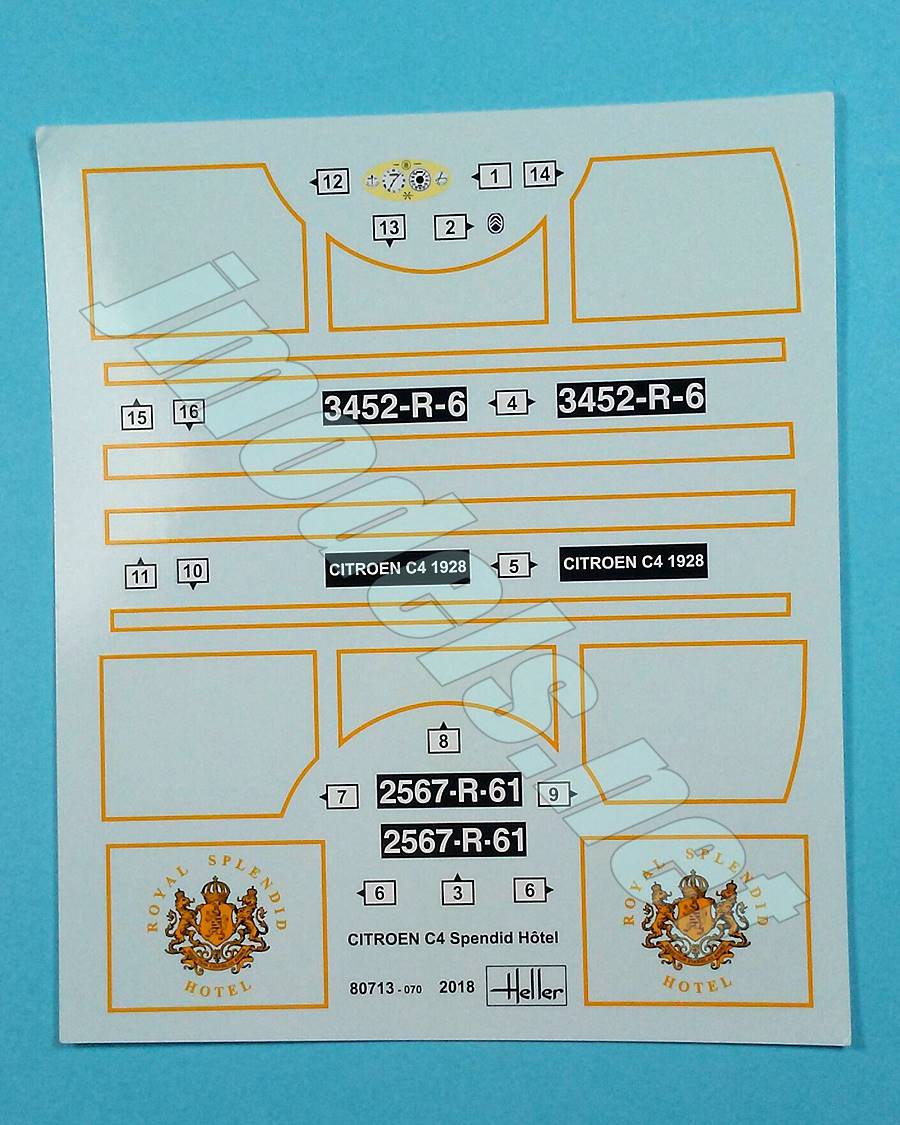 12
1
14
13
2
15
16
3452-R-6
4
3452-R-6
11
10
CITROEN C4 1928
5
CITROEN C4 1928
8
7
2567-R-61
9
2567-R-61
ROYAL SPLENDID
HOTEL
6
3
6
ROYAL SPLENDID
HOTEL
CITROEN C4 Spendid Hôtel
80713 - 070 2018 Heller
jmodels.net